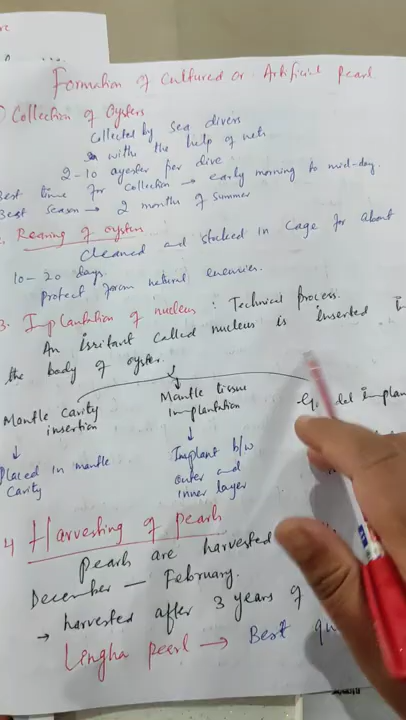 Formation of Cultured or Artificial pearl
Collection of Oysters
Collected by sea divers
with the help of nets
2-10 oyester per dive
Best time for collection → early morning to mid-day.
Best season → 2 months of summer
2. Rearing of oysters
Cleaned and stocked in cage for about
10-20 days.
Protect from natural enemies.
3. Implantation of nucleus : Technical process.
An irritant called nucleus is inserted
the body of oyster.
Mantle cavity insertion
↓
Placed in mantle cavity
Mantle tissue implantation
↓
Implant b/w outer and inner layer
4 Harvesting of pearls
pearls are harvested
December — February.
→ harvested after 3 years of
Lingha pearl → Best